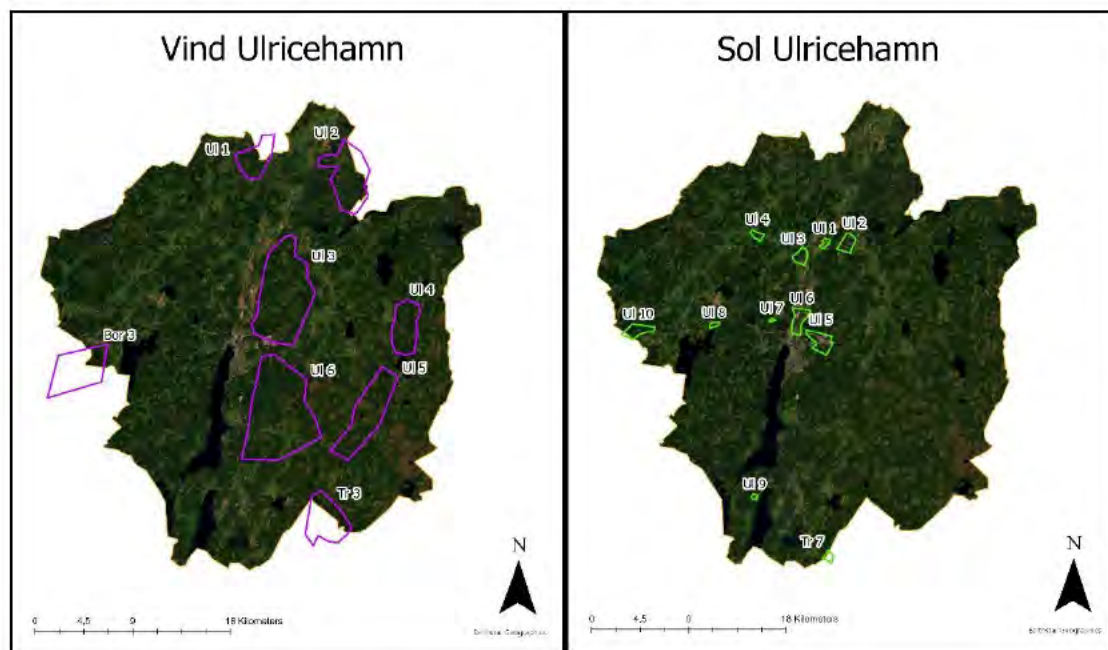 Vind Ulricehamn
Ul 1
Ul 2
Ul 3
Ul 4
Bor 3
Ul 5
Ul 6
Tr 3
N
0 4,5 9 18 Kilometers
Sol Ulricehamn
Ul 4
Ul 1
Ul 2
Ul 3
Ul 6
Ul 10
Ul 8
Ul 7
Ul 5
Ul 9
Tr 7
N
0 4,5 9 18 Kilometers